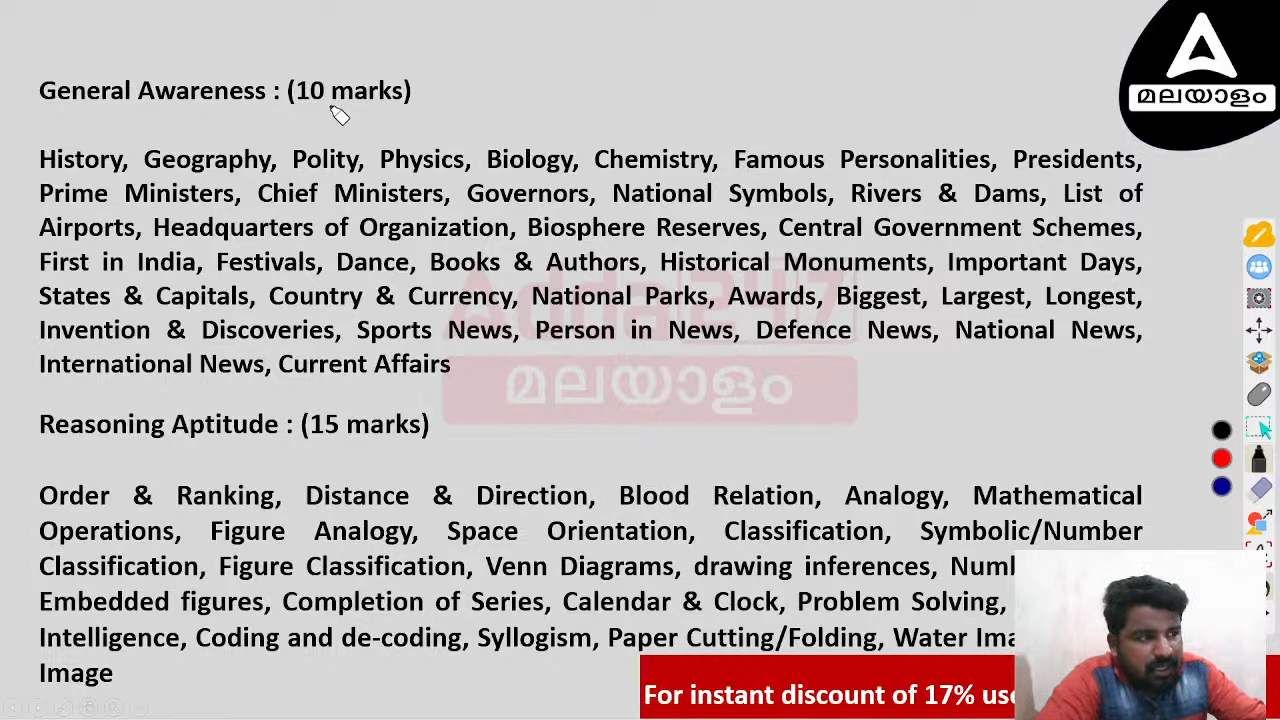 മലയാളം
General Awareness : (10 marks)
History, Geography, Polity, Physics, Biology, Chemistry, Famous Personalities, Presidents,
Prime Ministers, Chief Ministers, Governors, National Symbols, Rivers & Dams, List of
Airports, Headquarters of Organization, Biosphere Reserves, Central Government Schemes,
First in India, Festivals, Dance, Books & Authors, Historical Monuments, Important Days,
States & Capitals, Country & Currency, National Parks, Awards, Biggest, Largest, Longest,
Invention & Discoveries, Sports News, Person in News, Defence News, National News,
International News, Current Affairs
Adda 247
മലയാളം
Reasoning Aptitude : (15 marks)
Order & Ranking, Distance & Direction, Blood Relation, Analogy, Mathematical
Operations, Figure Analogy, Space Orientation, Classification, Symbolic/Number
Classification, Figure Classification, Venn Diagrams, drawing inferences,
Embedded figures, Completion of Series, Calendar & Clock, Problem Solving,
Intelligence, Coding and de-coding, Syllogism, Paper Cutting/Folding, Water
Image
For instant discount of 17%